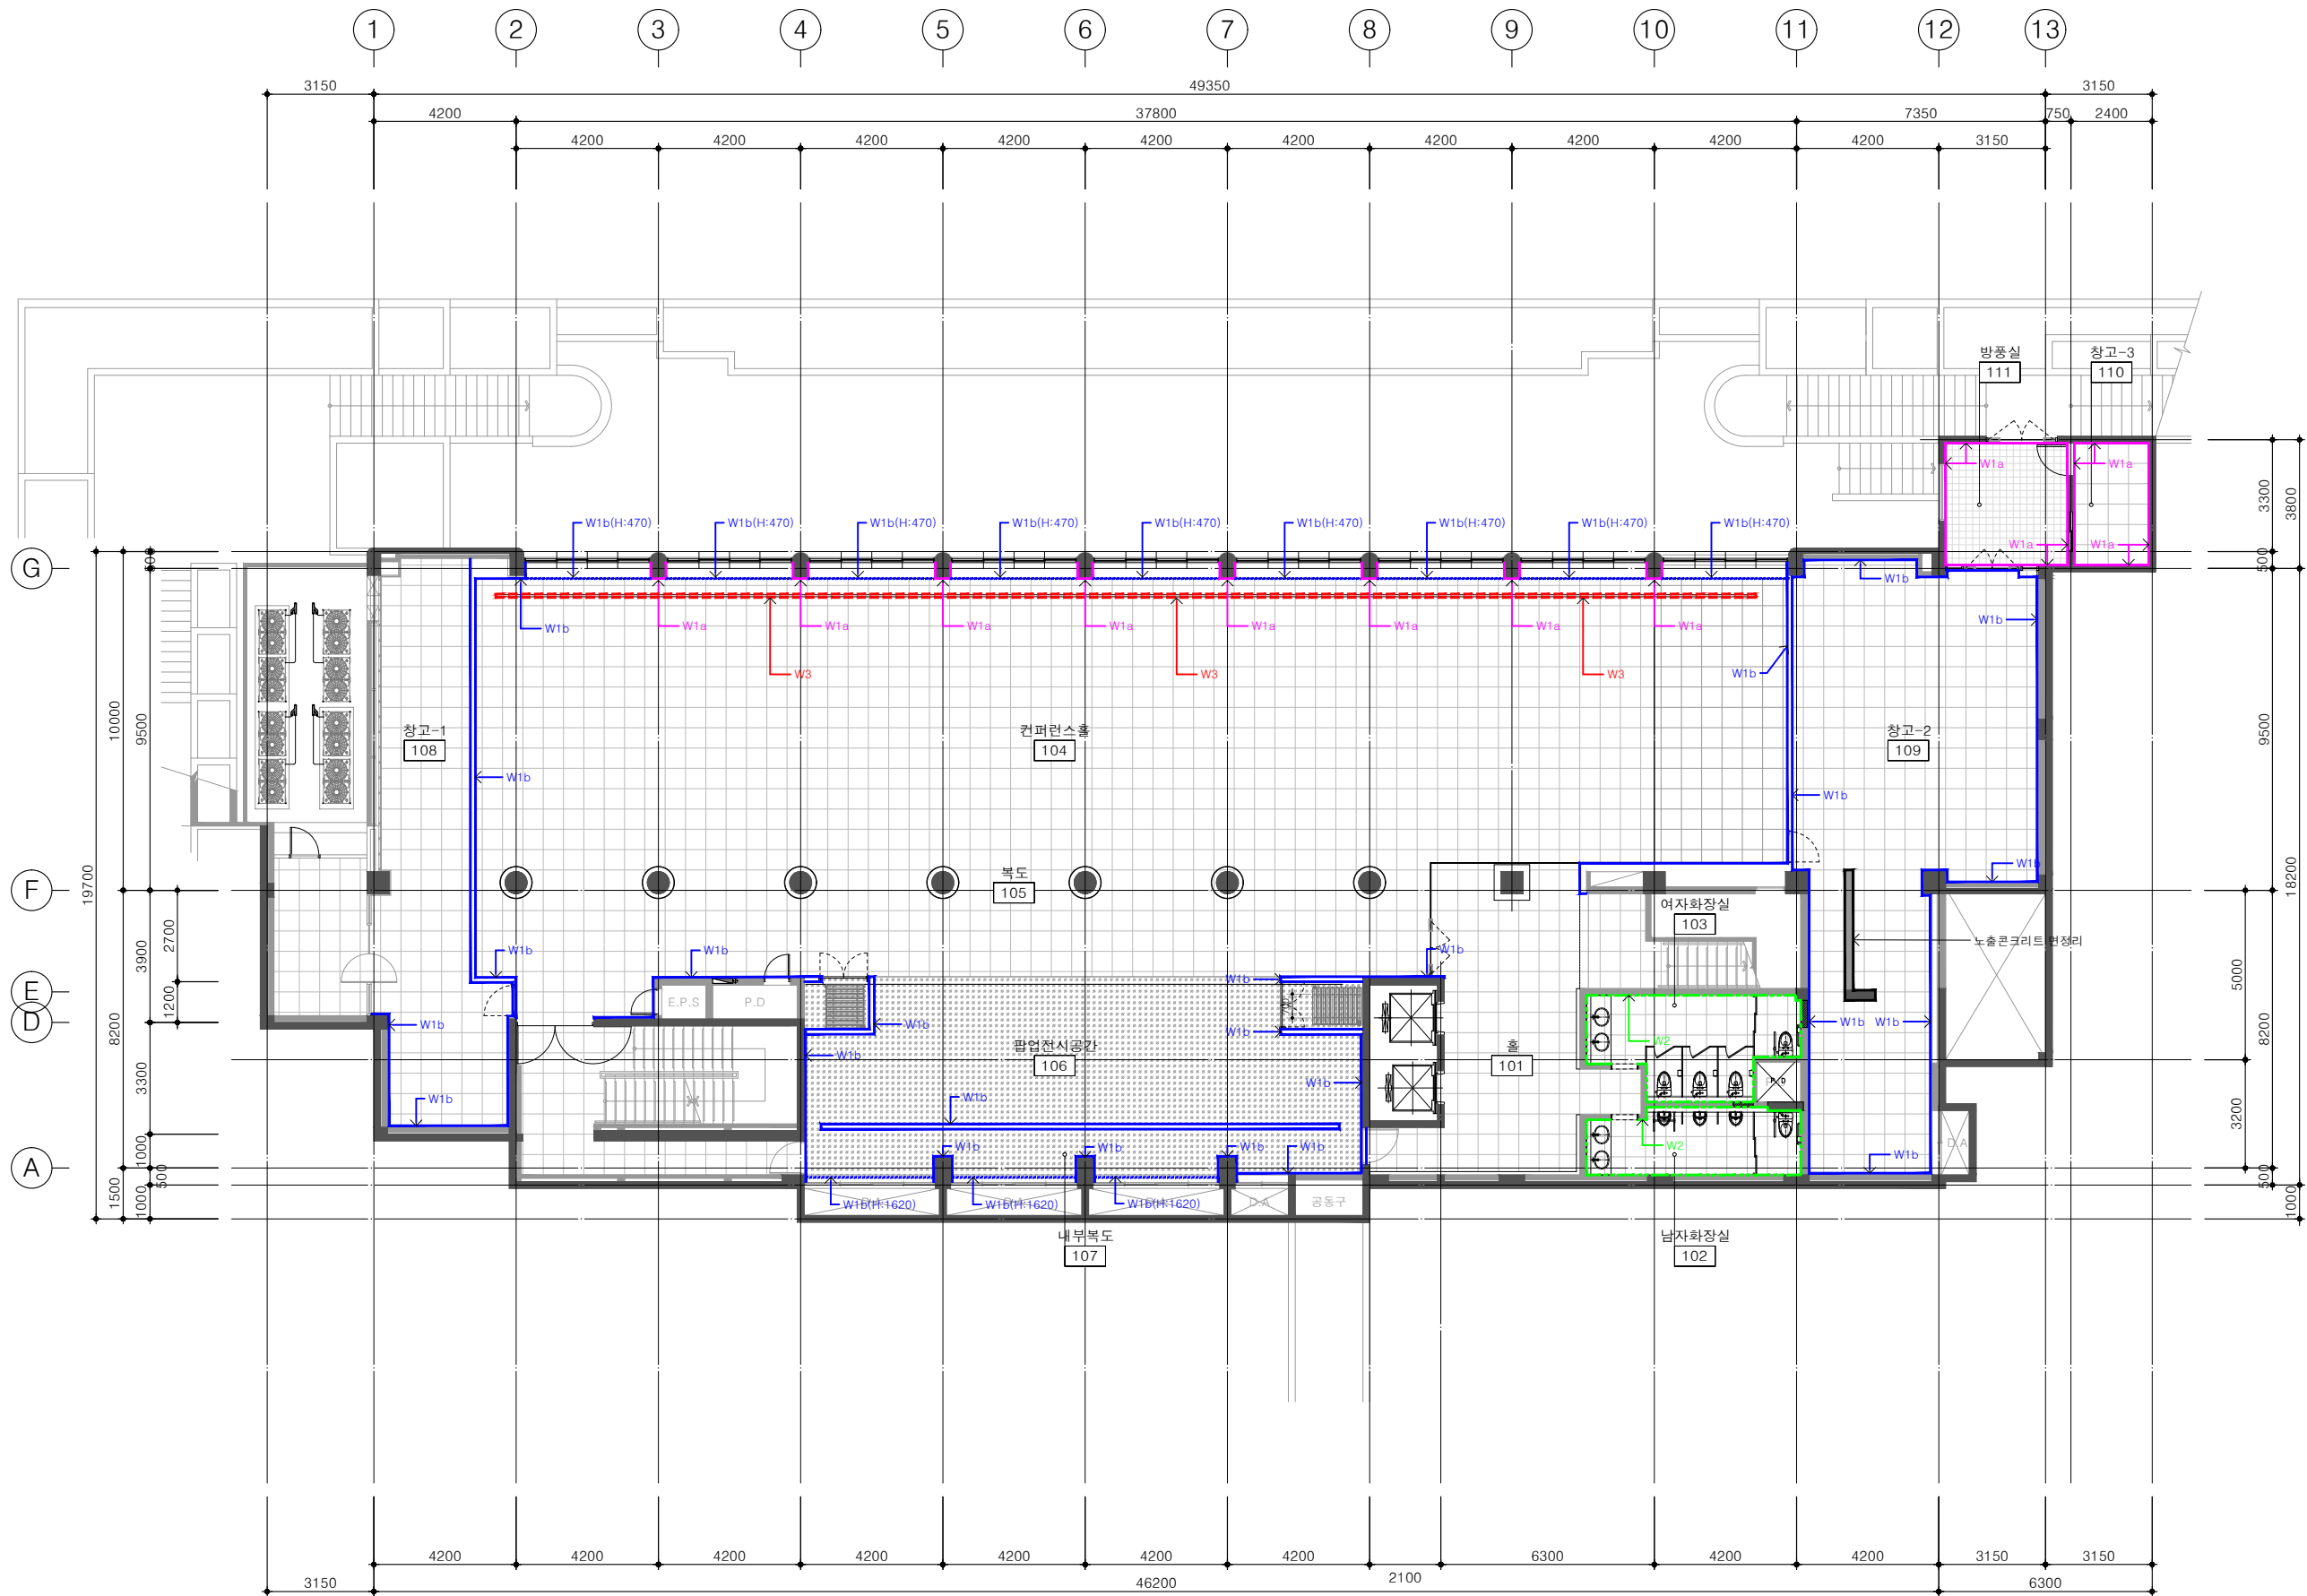 1 2 3 4 5 6 7 8 9 10 11 12 13
3150 49350 3150
4200 37800 7350 750 2400
4200 4200 4200 4200 4200 4200 4200 4200 4200 4200 3150
방풍실 창고-3
111 110
W1a W1a
W1b(H:470) W1b(H:470) W1b(H:470) W1b(H:470) W1b(H:470) W1b(H:470) W1b(H:470) W1b(H:470) W1b(H:470)
3300 3800
W1a W1a
500
G
W1b
W1b W1a W1a W1a W1a W1a W1a W1a W1a W1b
W3 W3 W3 W1b
10000 9500
창고-1 컨퍼런스홀 창고-2
108 104 109
9500
W1b W1b
W1b
복도
F 105
19700 18200
여자화장실
103
3900 2700
W1b W1b W1b 노출콘크리트 면정리
W1b
5000
E
1200
E.P.S P.D
700
D
W1b W1b W1b W1b W1b
8200 8200
팝업전시공간 W2 홀
W1b
106 101
3300
W1b W1b P.D
W1b
3200
1000 W1b W1b W1b W1b W2 D.A
A W1b
500 500
1500 1000 1000
D.A D.A D.A D.A 공동구
W1b(H:1620) W1b(H:1620) W1b(H:1620)
내부복도 남자화장실
107 102
4200 4200 4200 4200 4200 4200 4200 6300 4200 4200 3150 3150
3150 46200 2100 6300